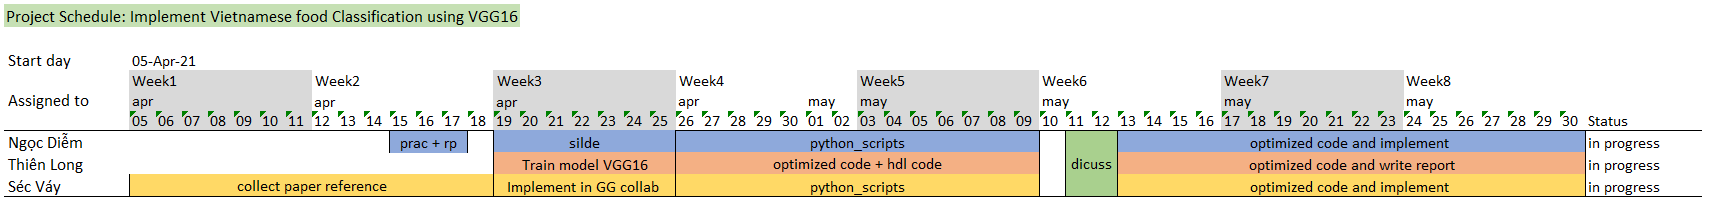 Project Schedule: Implement Vietnamese food Classification using VGG16
Start day 05-Apr-21
Week1 Week2 Week3 Week4 Week5 Week6 Week7 Week8
Assigned to apr apr apr apr may may may may may
05 06 07 08 09 10 11 12 13 14 15 16 17 18 19 20 21 22 23 24 25 26 27 28 29 30 01 02 03 04 05 06 07 08 09 10 11 12 13 14 15 16 17 18 19 20 21 22 23 24 25 26 27 28 29 30 Status
Ngọc Diễm prac + rp silde python_scripts optimized code and implement in progress
Thiên Long Train model VGG16 optimized code + hdl code dicuss optimized code and write report in progress
Séc Váy collect paper reference Implement in GG collab python_scripts optimized code and implement in progress